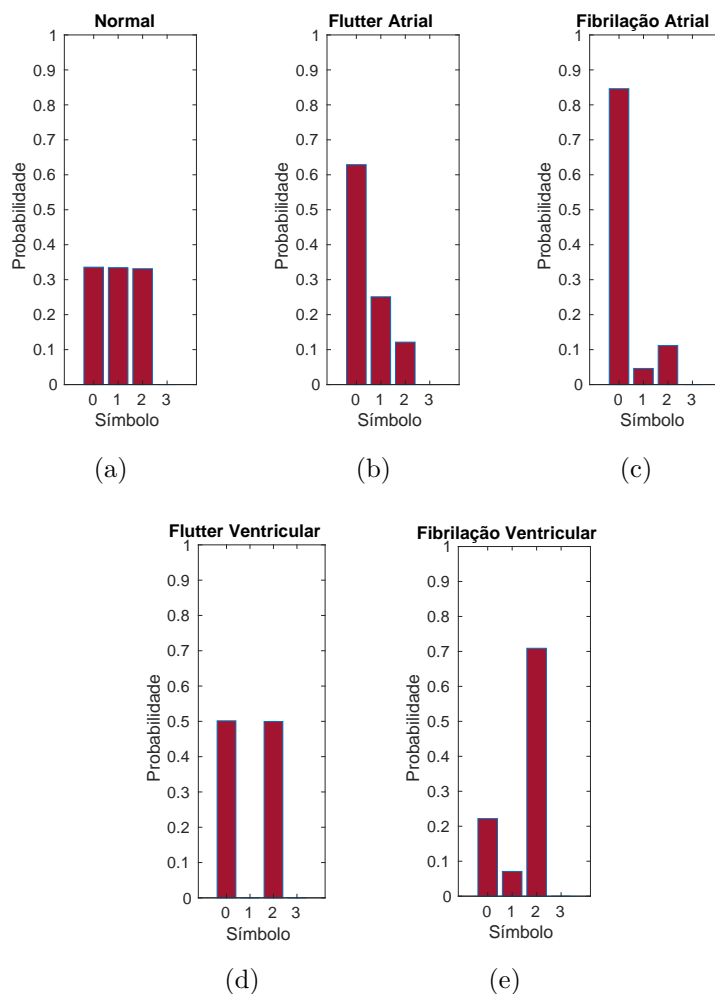 Normal
1
0.9
0.8
0.7
0.6
0.5
0.4
0.3
0.2
0.1
0
Probabilidade
0 1 2 3
Símbolo
(a)
Flutter Atrial
1
0.9
0.8
0.7
0.6
0.5
0.4
0.3
0.2
0.1
0
Probabilidade
0 1 2 3
Símbolo
(b)
Fibrilação Atrial
1
0.9
0.8
0.7
0.6
0.5
0.4
0.3
0.2
0.1
0
Probabilidade
0 1 2 3
Símbolo
(c)
Flutter Ventricular
1
0.9
0.8
0.7
0.6
0.5
0.4
0.3
0.2
0.1
0
Probabilidade
0 1 2 3
Símbolo
(d)
Fibrilação Ventricular
1
0.9
0.8
0.7
0.6
0.5
0.4
0.3
0.2
0.1
0
Probabilidade
0 1 2 3
Símbolo
(e)